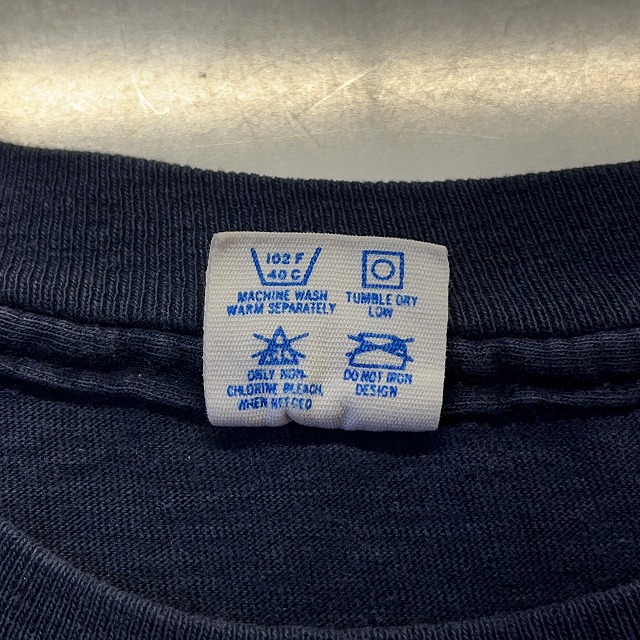 102 F
40 C
MACHINE WASH
WARM SEPARATELY
TUMBLE DRY
LOW
ONLY NON-
CHLORINE BLEACH
WHEN NEEDED
DO NOT IRON
DESIGN